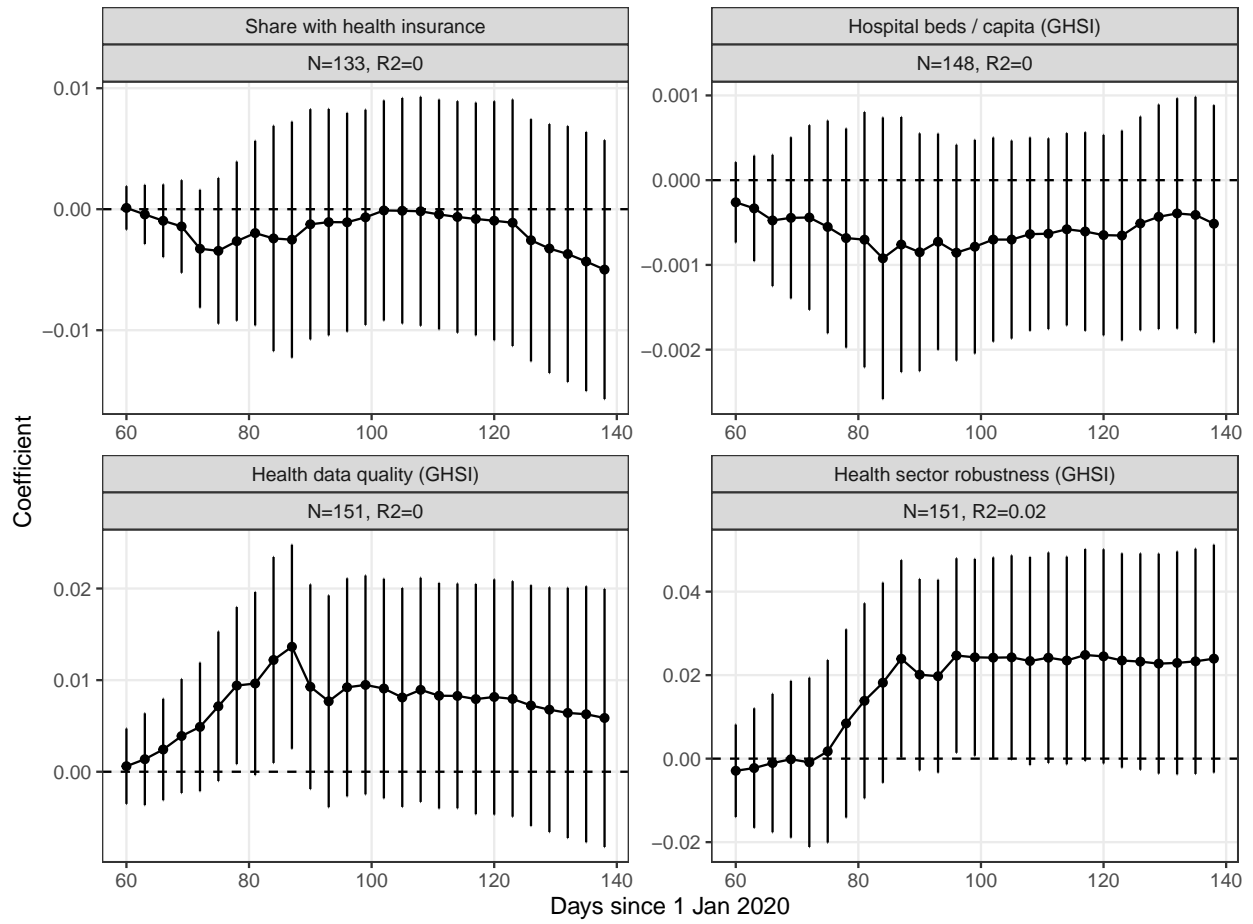 Share with health insurance
N=133, R2=0
0.01
0.00
−0.01
60 80 100 120 140
Hospital beds / capita (GHSI)
N=148, R2=0
0.001
0.000
−0.001
−0.002
60 80 100 120 140
Health data quality (GHSI)
N=151, R2=0
0.02
0.01
0.00
60 80 100 120 140
Health sector robustness (GHSI)
N=151, R2=0.02
0.04
0.02
0.00
−0.02
60 80 100 120 140
Coefficient
Days since 1 Jan 2020